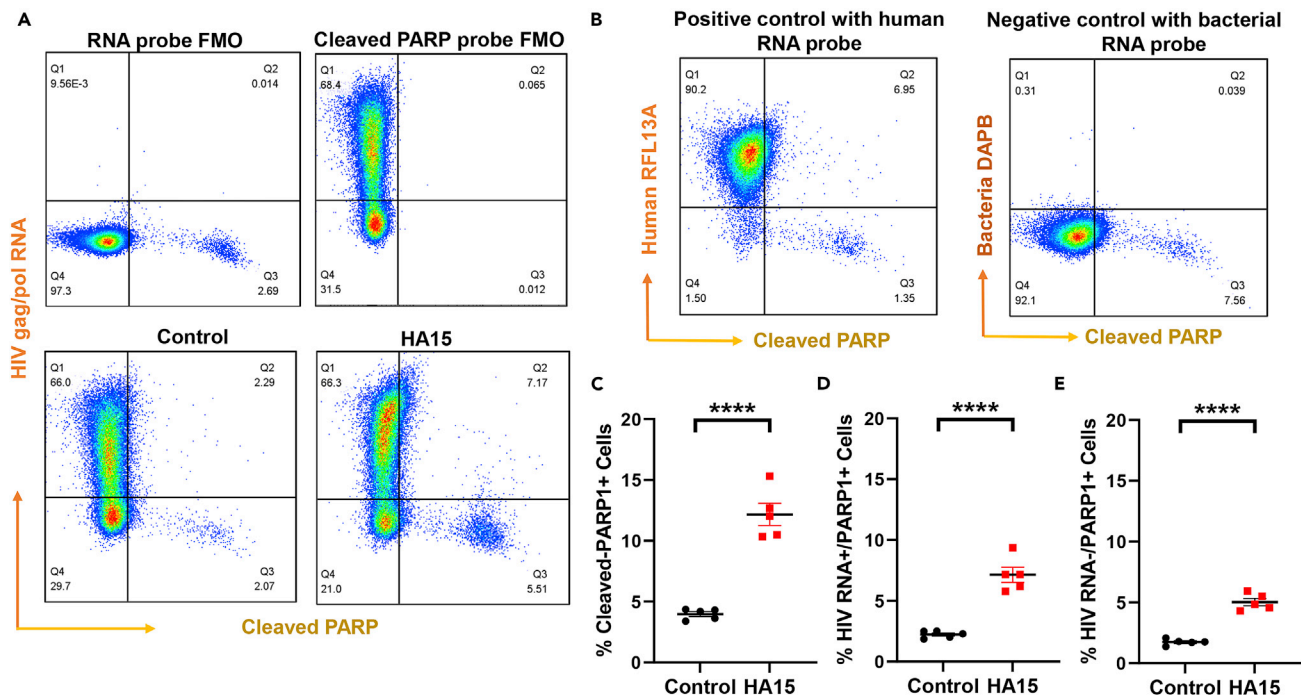 A
RNA probe FMO
Cleaved PARP probe FMO
Q1
9.56E-3
Q2
0.014
Q4
97.3
Q3
2.69
Q1
68.4
Q2
0.065
Q4
31.5
Q3
0.012
HIV gag/pol RNA
Control
HA15
Q1
66.0
Q2
2.29
Q4
29.7
Q3
2.07
Q1
66.3
Q2
7.17
Q4
21.0
Q3
5.51
Cleaved PARP
B
Positive control with human
RNA probe
Negative control with bacterial
RNA probe
Human RFL13A
Q1
90.2
Q2
6.95
Q4
1.50
Q3
1.35
Cleaved PARP
Bacteria DAPB
Q1
0.31
Q2
0.039
Q4
92.1
Q3
7.56
Cleaved PARP
C
% Cleaved-PARP1+ Cells
20
15
10
5
0
****
Control HA15
D
% HIV RNA+/PARP1+ Cells
20
15
10
5
0
****
Control HA15
E
% HIV RNA-/PARP1+ Cells
20
15
10
5
0
****
Control HA15